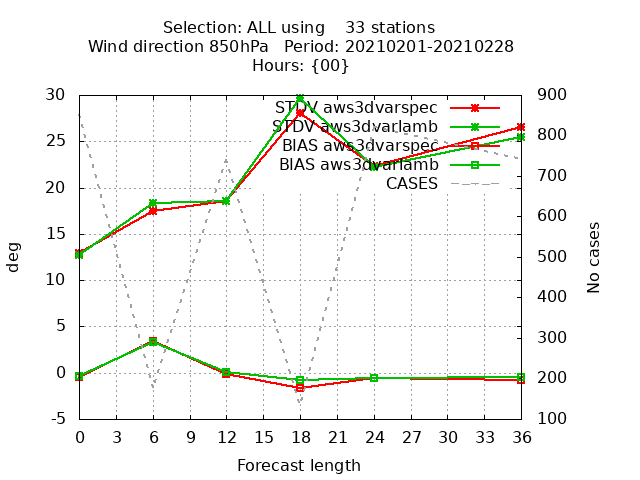 Selection: ALL using    33 stations
Wind direction 850hPa   Period: 20210201-20210228
Hours: {00}
30
25
20
15
10
5
0
-5
900
800
700
600
500
400
300
200
100
deg
No cases
STDV aws3dvarspec
STDV aws3dvarlamb
BIAS aws3dvarspec
BIAS aws3dvarlamb
CASES
0 3 6 9 12 15 18 21 24 27 30 33 36
Forecast length